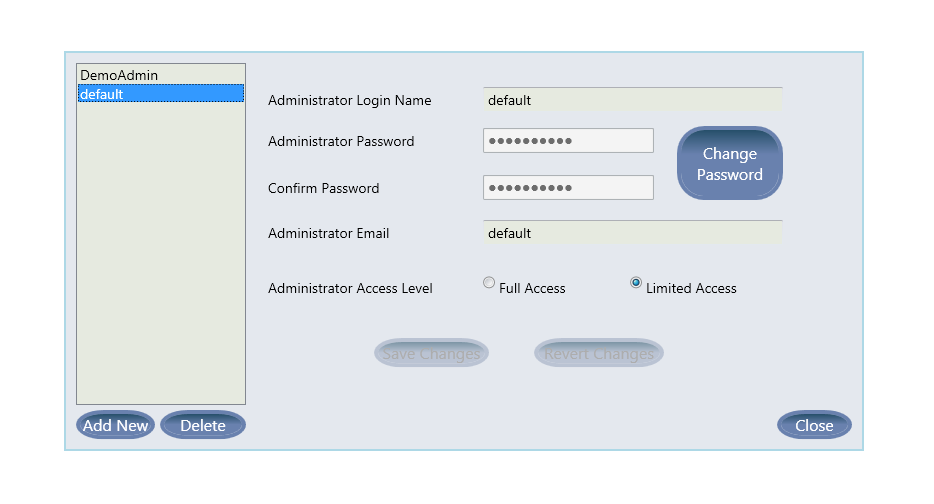 DemoAdmin
default
Administrator Login Name default
Administrator Password ●●●●●●●●●●
Change
Password
Confirm Password ●●●●●●●●●●
Administrator Email default
Administrator Access Level Full Access Limited Access
Save Changes Revert Changes
Add New Delete Close